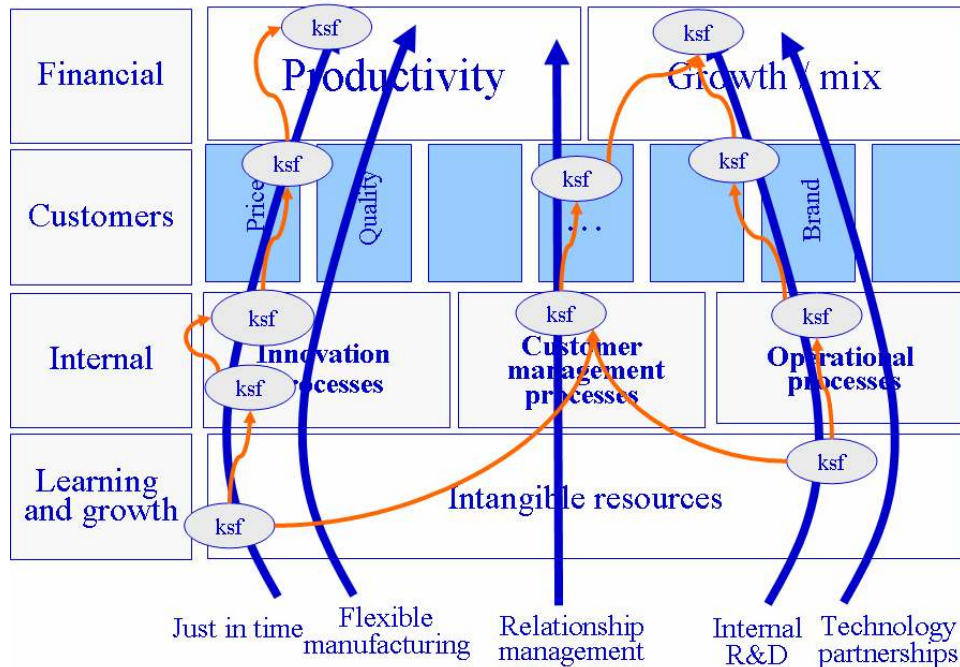 ksf
ksf
Financial
Productivity
Growth / mix
ksf
ksf
ksf
Customers
Price
Quality
...
Brand
ksf
ksf
ksf
Internal
Innovation
processes
Customer
management
processes
Operational
processes
ksf
ksf
Learning
and growth
Intangible resources
ksf
Just in time
Flexible
manufacturing
Relationship
management
Internal
R&D
Technology
partnerships